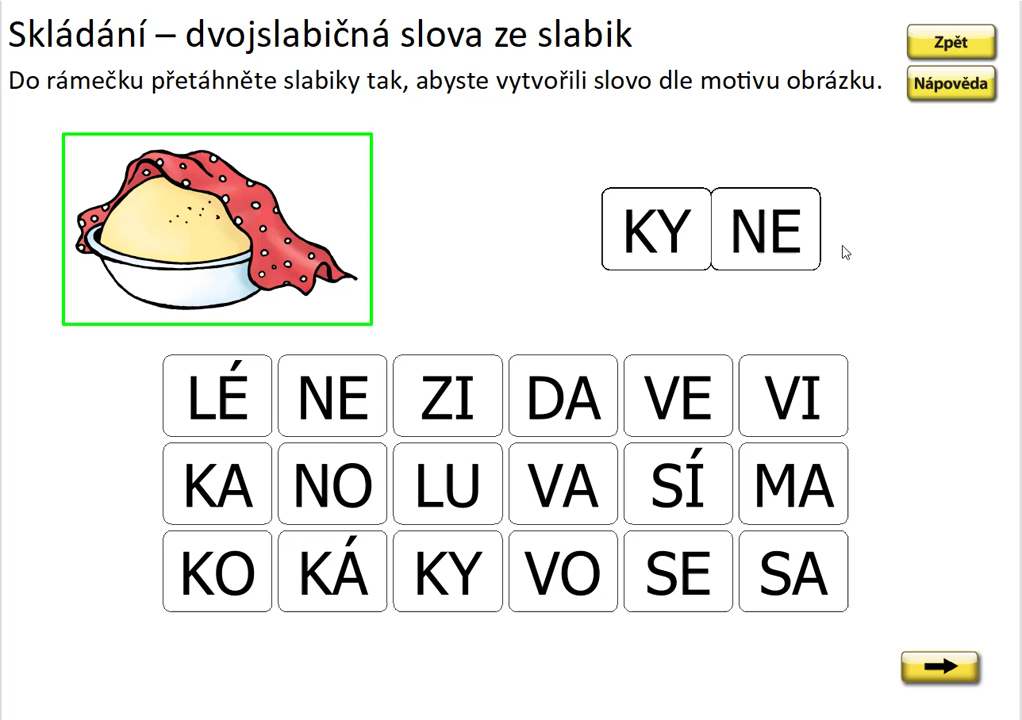 Skládání – dvojslabičná slova ze slabik
Zpět
Do rámečku přetáhněte slabiky tak, abyste vytvořili slovo dle motivu obrázku.
Nápověda
KY NE
LÉ NE ZI DA VE VI
KA NO LU VA SÍ MA
KO KÁ KY VO SE SA